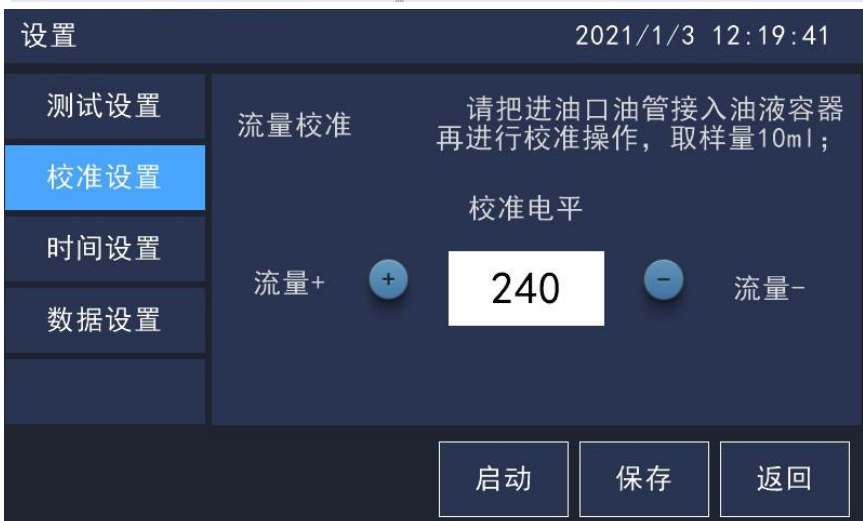 设置 2021/1/3 12:19:41
测试设置
校准设置
时间设置
数据设置
流量校准
请把进油口油管接入油液容器
再进行校准操作，取样量10ml；
校准电平
流量+ + 240 - 流量-
启动 保存 返回